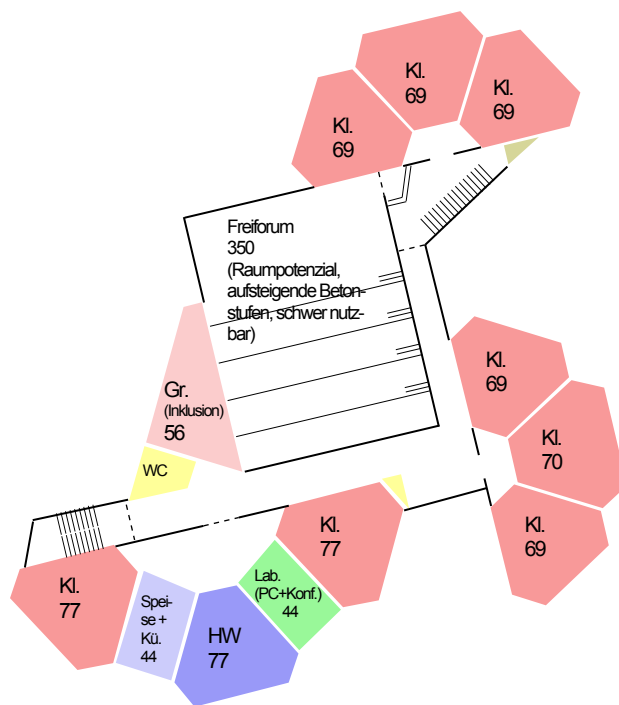 Kl.
69
Kl.
69
Kl.
69
Freiforum
350
(Raumpotenzial,
aufsteigende Beton-
stufen, schwer nutz-
bar)
Kl.
69
Gr.
(Inklusion)
56
Kl.
70
WC
Kl.
69
Kl.
77
Lab.
(PC+Konf.)
44
Kl.
77
Spei-
se +
Kü.
44
HW
77